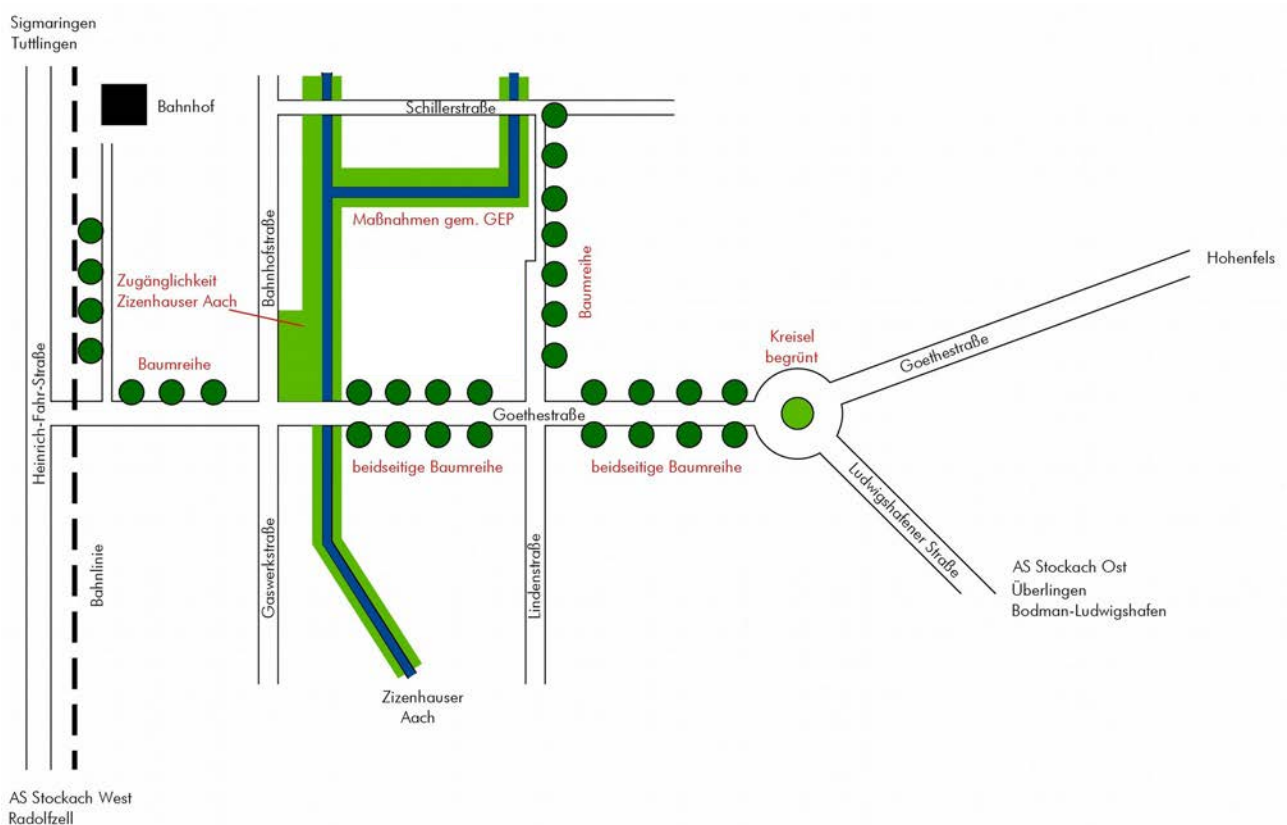 Sigmaringen
Tuttlingen
Bahnhof
Schillerstraße
Maßnahmen gem. GEP
Bahnhofstraße
Zugänglichkeit
Zizenhauser Aach
Baumreihe
Baumreihe
Hohenfels
Kreisel
begrünt
Goethestraße
Heinrich-Fahr-Straße
Goethestraße
beidseitige Baumreihe
beidseitige Baumreihe
Ludwigshafener Straße
Bahnlinie
Gaswerkstraße
Lindenstraße
AS Stockach Ost
Überlingen
Bodman-Ludwigshafen
Zizenhauser
Aach
AS Stockach West
Radolfzell